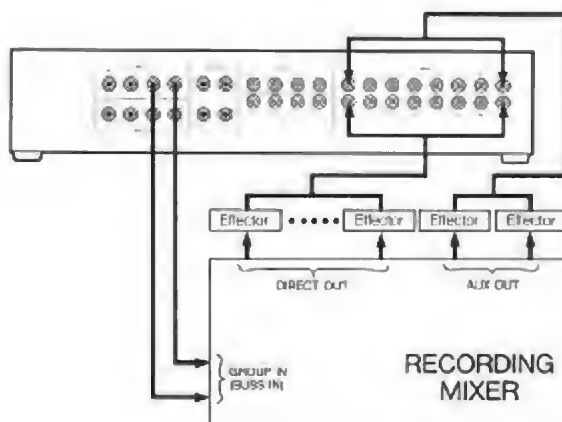 Effector
Effector
Effector
Effector
DIRECT OUT
AUX OUT
GROUP IN
(BUSS IN)
RECORDING
MIXER